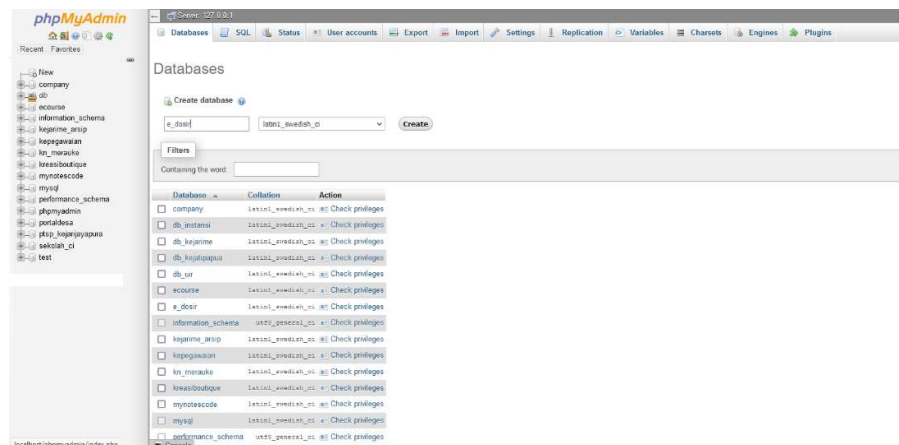 phpMyAdmin
Recent Favorites
New
company
db
ecourse
information_schema
kejarime_arsip
kepegawaian
kn_merauke
kreasiboutique
mynotescode
mysql
performance_schema
phpmyadmin
portaldesa
ptsp_kejarijayapura
sekolah_ci
test
localhost/phpmyadmin/index.php
Server: 127.0.0.1
Databases SQL Status User accounts Export Import Settings Replication Variables Charsets Engines Plugins
Databases
Create database
e_dosir latin1_swedish_ci Create
Filters
Containing the word:
Database Collation Action
company latin1_swedish_ci Check privileges
db_instansi latin1_swedish_ci Check privileges
db_kejarime latin1_swedish_ci Check privileges
db_kejatipapua latin1_swedish_ci Check privileges
db_uir latin1_swedish_ci Check privileges
ecourse latin1_swedish_ci Check privileges
e_dosir latin1_swedish_ci Check privileges
information_schema utf8_general_ci Check privileges
kejarime_arsip latin1_swedish_ci Check privileges
kepegawaian latin1_swedish_ci Check privileges
kn_merauke latin1_swedish_ci Check privileges
kreasiboutique latin1_swedish_ci Check privileges
mynotescode latin1_swedish_ci Check privileges
mysql latin1_swedish_ci Check privileges
performance_schema utf8_general_ci Check privileges
Console